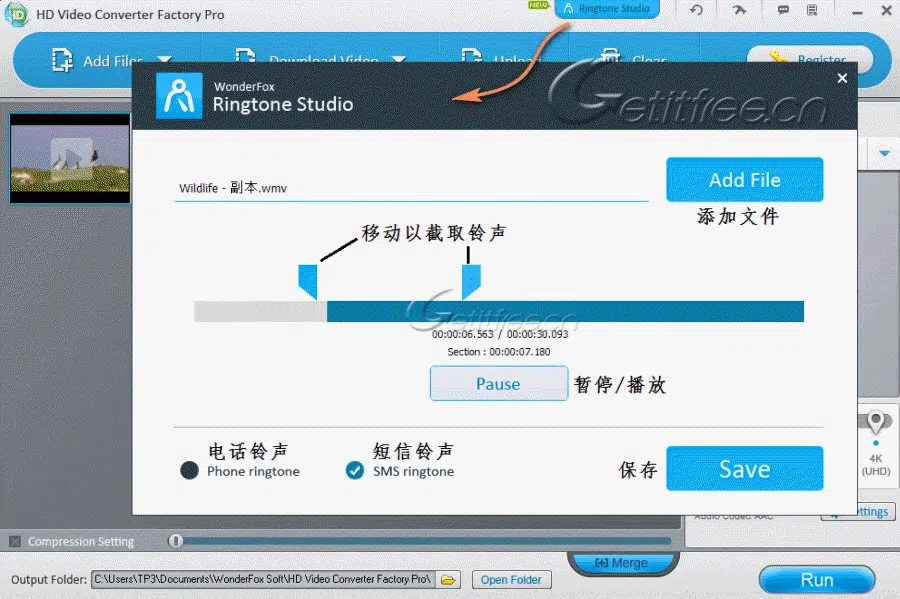 HD Video Converter Factory Pro
NEW
Ringtone Studio
Add Files
Download Video
Upload
Clear
Register
WonderFox
Ringtone Studio
Getitfree.cn
Wildlife - 副本.wmv
Add File
添加文件
移动以截取铃声
Getitfree.cn
00:00:06.563 / 00:00:30.093
Section : 00:00:07.180
Pause
暂停/播放
电话铃声
短信铃声
Phone ringtone
SMS ringtone
保存
Save
4K
(UHD)
Audio Codec: AAC
Settings
Compression Setting
Merge
Output Folder:
C:\Users\TP3\Documents\WonderFox Soft\HD Video Converter Factory Pro\
Open Folder
Run